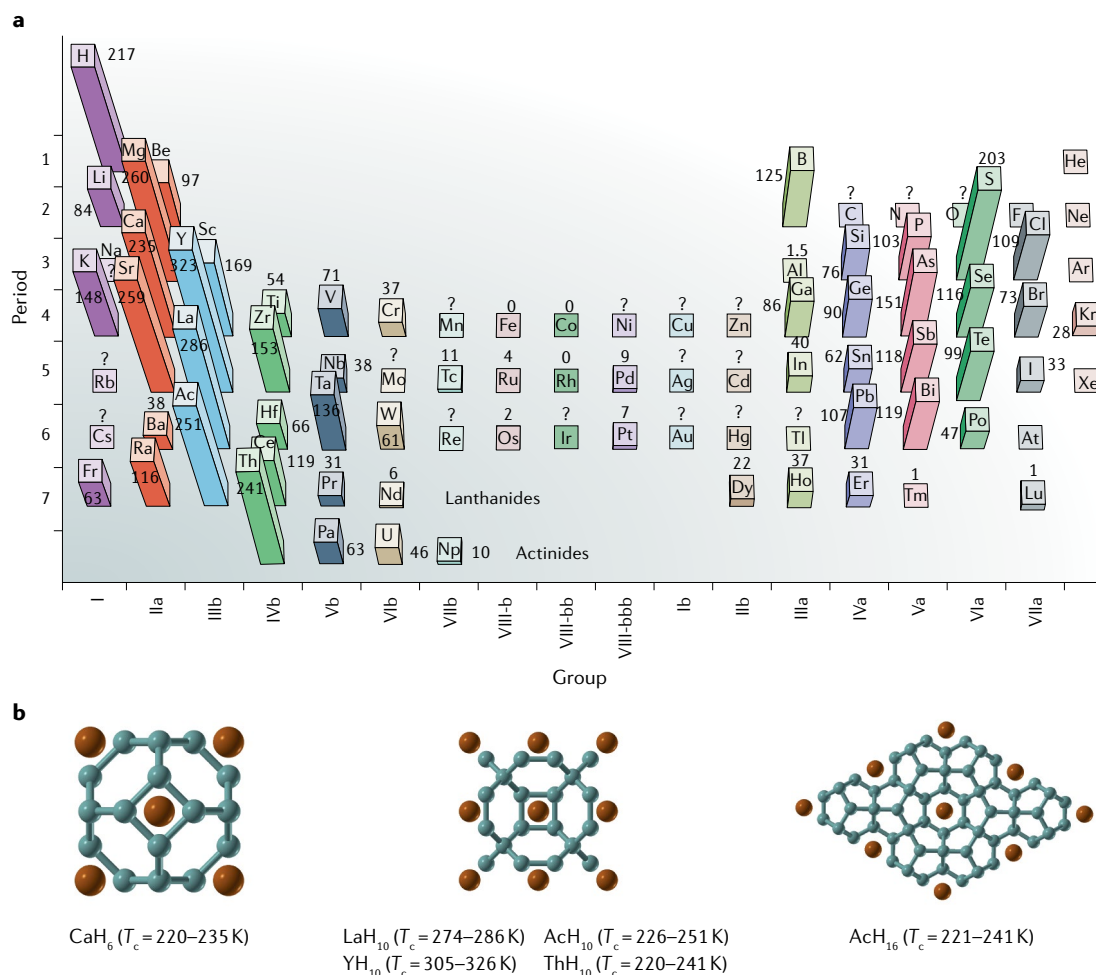 a
H 217
Mg Be
260 97
Li
84
Ca
235
Y Sc
323 169
K Na
148 ?
Sr
259
La
286
54
Ti
Zr
153
71
V
37
Cr
?
Mn
0
Fe
0
Co
?
Ni
?
Cu
?
Zn
B
125
?
C
?
N
?
O
203
S
F
He
Ne
Si
76
103
P
109
Cl
1.5
Al
Ga
86
Ge
90
As
151
Se
116
Br
73
Ar
Kr
28
?
Rb
Nb 38
?
Mo
11
Tc
4
Ru
0
Rh
9
Pd
?
Ag
?
Cd
40
In
62 Sn
118 Sb
99 Te
I 33
Xe
?
Cs
38
Ba
Ac
251
Hf
66
Ta
136
W
61
?
Re
2
Os
?
Ir
7
Pt
?
Au
?
Hg
?
Tl
Pb
107
Bi
119
Po
47
At
Fr
63
Ra
116
Ce
119
Th
241
31
Pr
6
Nd
Lanthanides
22
Dy
37
Ho
31
Er
1
Tm
1
Lu
Pa 63
U 46
Np 10
Actinides
Period
1
2
3
4
5
6
7
I
IIa
IIIb
IVb
Vb
VIb
VIIb
VIII-b
VIII-bb
VIII-bbb
Ib
IIb
IIIa
IVa
Va
VIa
VIIa
Group
b
CaH6 (Tc = 220–235 K)
LaH10 (Tc = 274–286 K) AcH10 (Tc = 226–251 K)
YH10 (Tc = 305–326 K) ThH10 (Tc = 220–241 K)
AcH16 (Tc = 221–241 K)